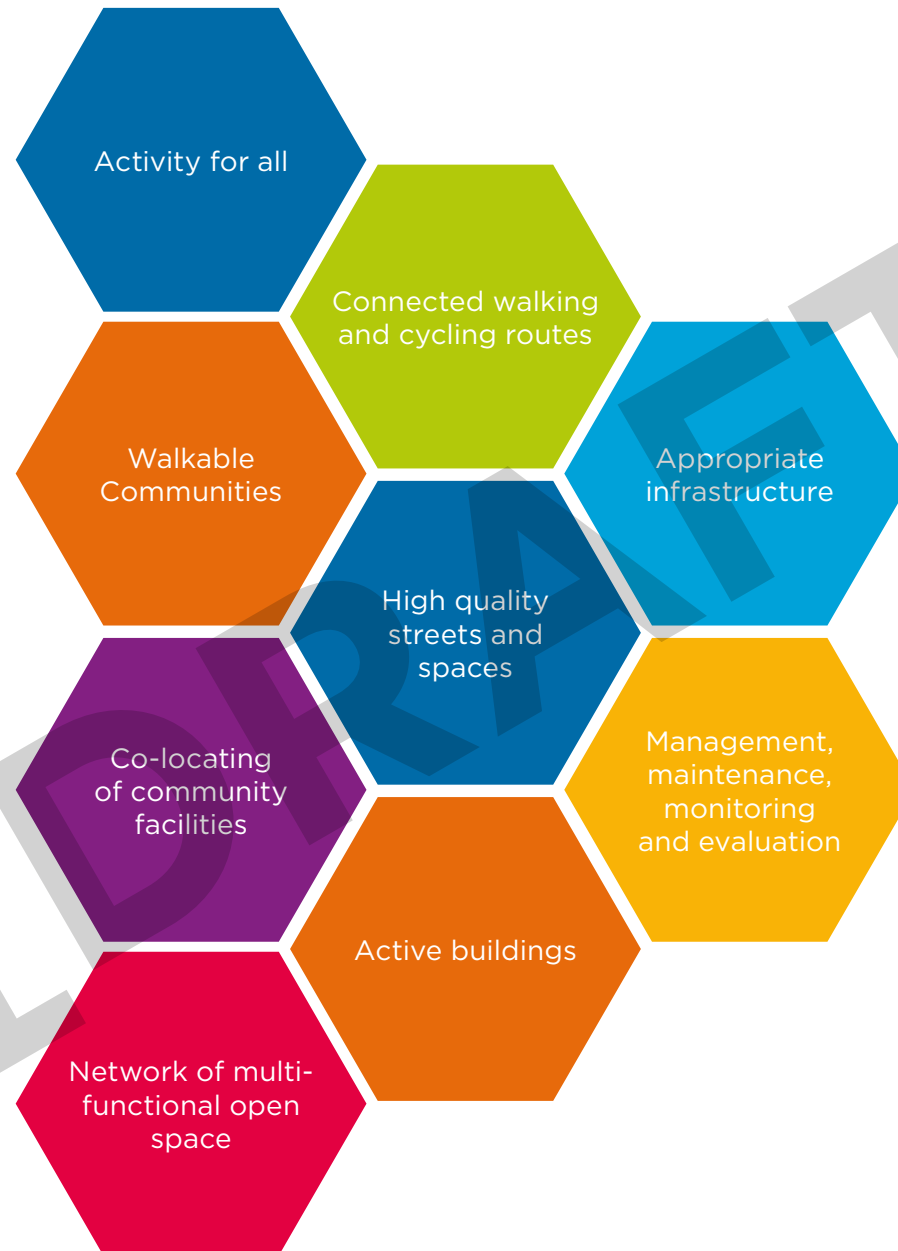 Activity for all
Connected walking
and cycling routes
Walkable
Communities
Appropriate
infrastructure
High quality
streets and
spaces
Co-locating
of community
facilities
Management,
maintenance,
monitoring
and evaluation
Active buildings
Network of multi-
functional open
space
DRAFT